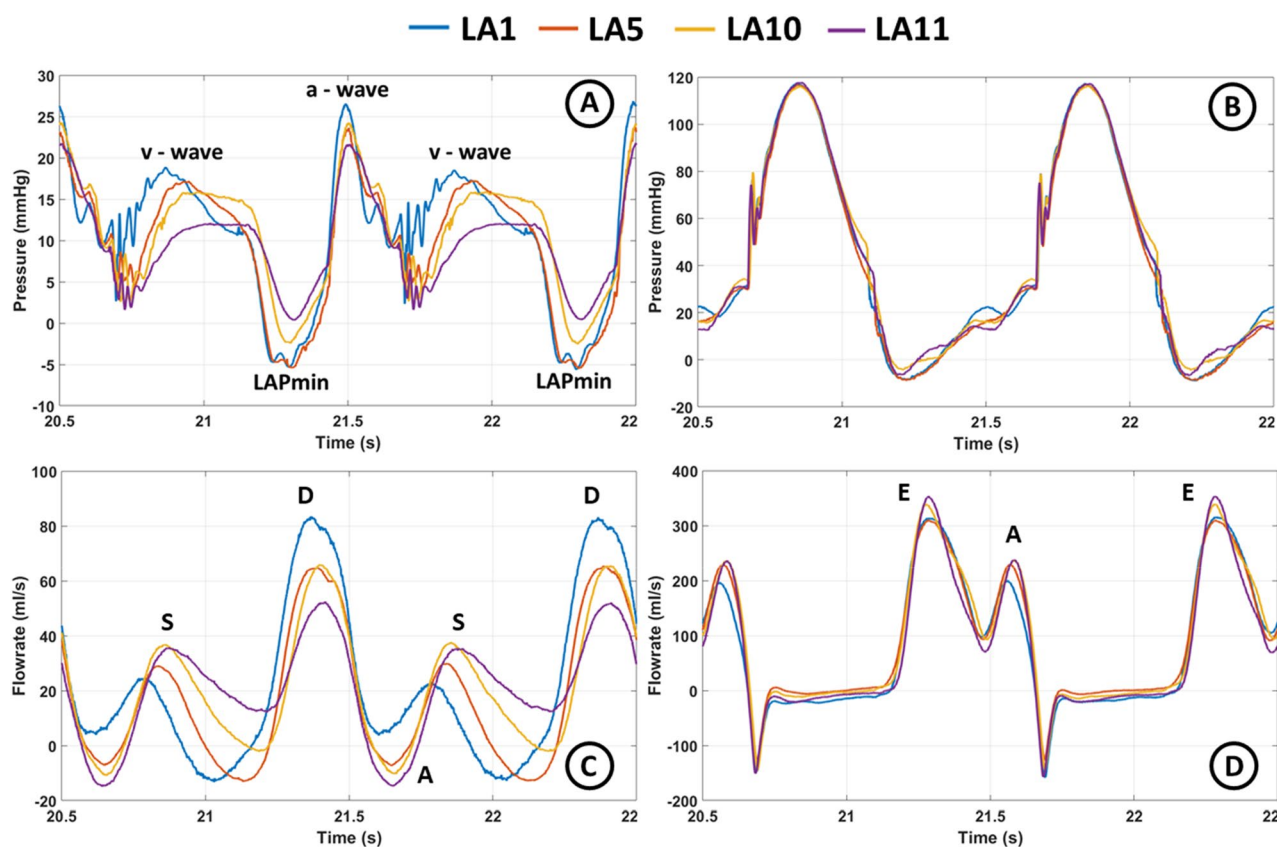 LA1 LA5 LA10 LA11
A
Pressure (mmHg)
30
25
20
15
10
5
0
-5
-10
a - wave
v - wave
v - wave
LAPmin
LAPmin
20.5 21 21.5 22 22
Time (s)
B
Pressure (mmHg)
120
100
80
60
40
20
0
-20
20.5 21 21.5 22 22
Time (s)
C
Flowrate (ml/s)
100
80
60
40
20
0
-20
D
D
S
S
A
20.5 21 21.5 22 22
Time (s)
D
Flowrate (ml/s)
400
300
200
100
0
-100
-200
E
E
A
20.5 21 21.5 22 22
Time (s)